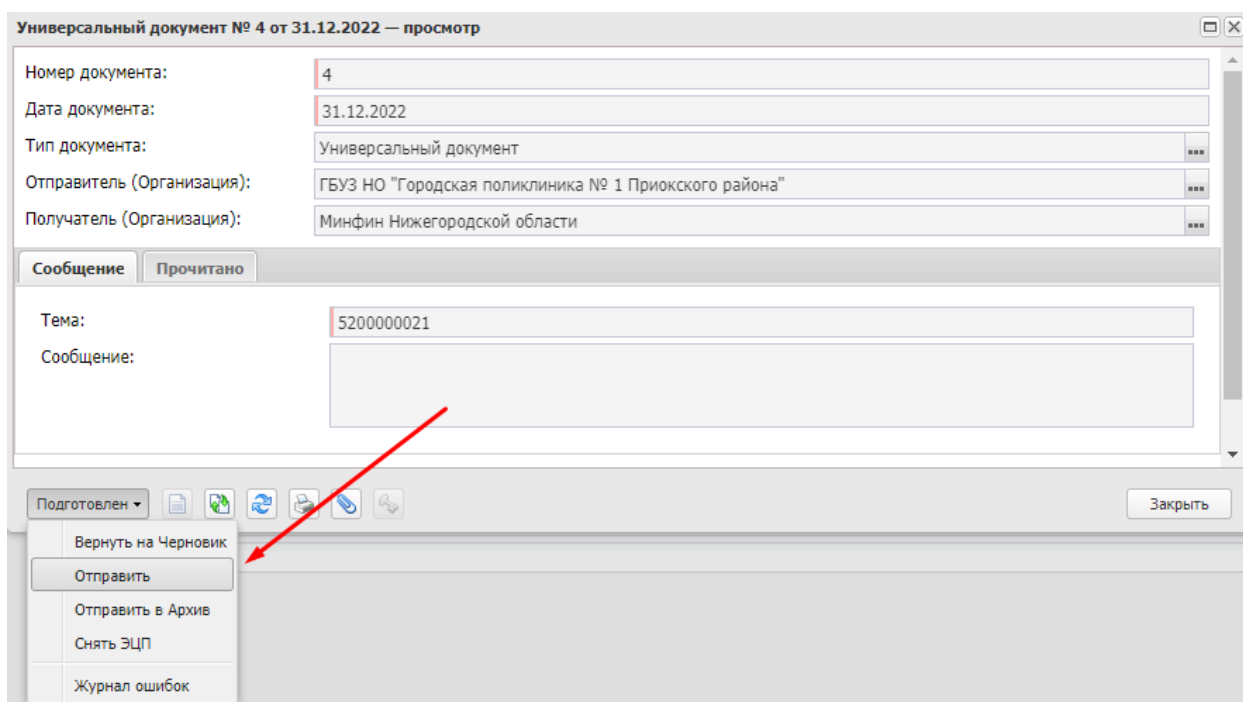 Универсальный документ № 4 от 31.12.2022 — просмотр
Номер документа: 4
Дата документа: 31.12.2022
Тип документа: Универсальный документ
Отправитель (Организация): ГБУЗ НО "Городская поликлиника № 1 Приокского района"
Получатель (Организация): Минфин Нижегородской области
Сообщение Прочитано
Тема: 5200000021
Сообщение:
Подготовлен Закрыть
Вернуть на Черновик
Отправить
Отправить в Архив
Снять ЭЦП
Журнал ошибок